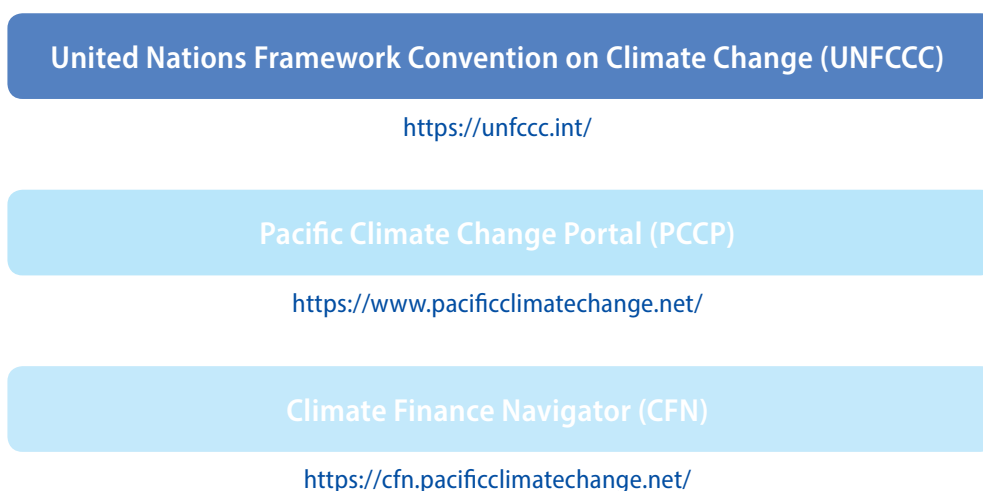 United Nations Framework Convention on Climate Change (UNFCCC)
https://unfccc.int/
Pacific Climate Change Portal (PCCP)
https://www.pacificclimatechange.net/
Climate Finance Navigator (CFN)
https://cfn.pacificclimatechange.net/